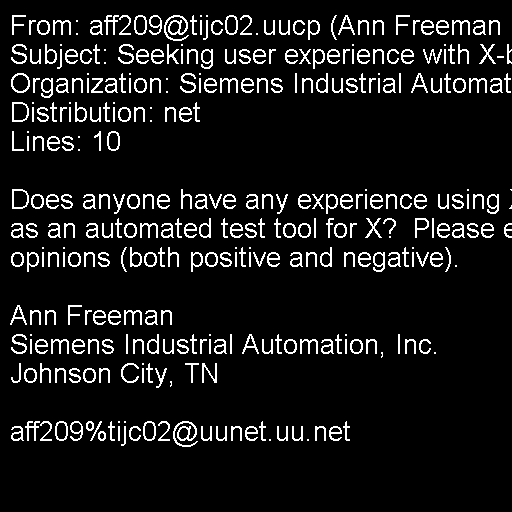 From: aff209@tijc02.uucp (Ann Freeman
Subject: Seeking user experience with X-b
Organization: Siemens Industrial Automat
Distribution: net
Lines: 10

Does anyone have any experience using X
as an automated test tool for X?  Please e
opinions (both positive and negative).

Ann Freeman
Siemens Industrial Automation, Inc.
Johnson City, TN

aff209%tijc02@uunet.uu.net